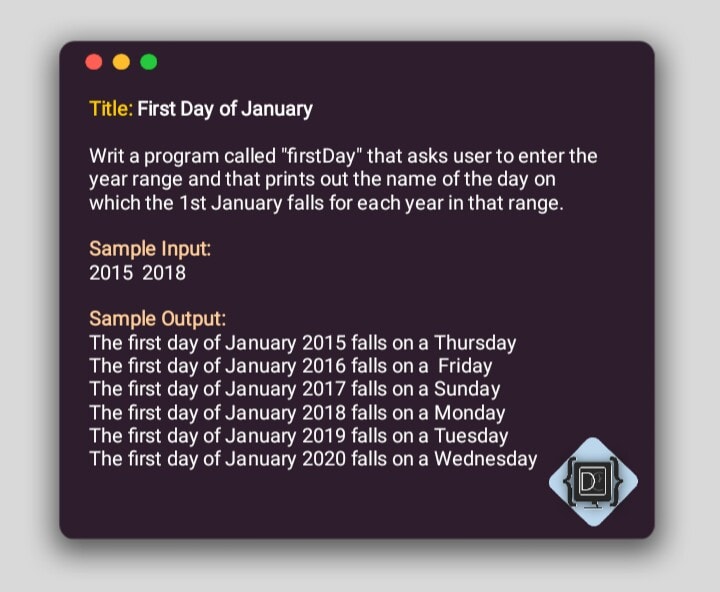 Title: First Day of January
Writ a program called "firstDay" that asks user to enter the
year range and that prints out the name of the day on
which the 1st January falls for each year in that range.
Sample Input:
2015 2018
Sample Output:
The first day of January 2015 falls on a Thursday
The first day of January 2016 falls on a Friday
The first day of January 2017 falls on a Sunday
The first day of January 2018 falls on a Monday
The first day of January 2019 falls on a Tuesday
The first day of January 2020 falls on a Wednesday